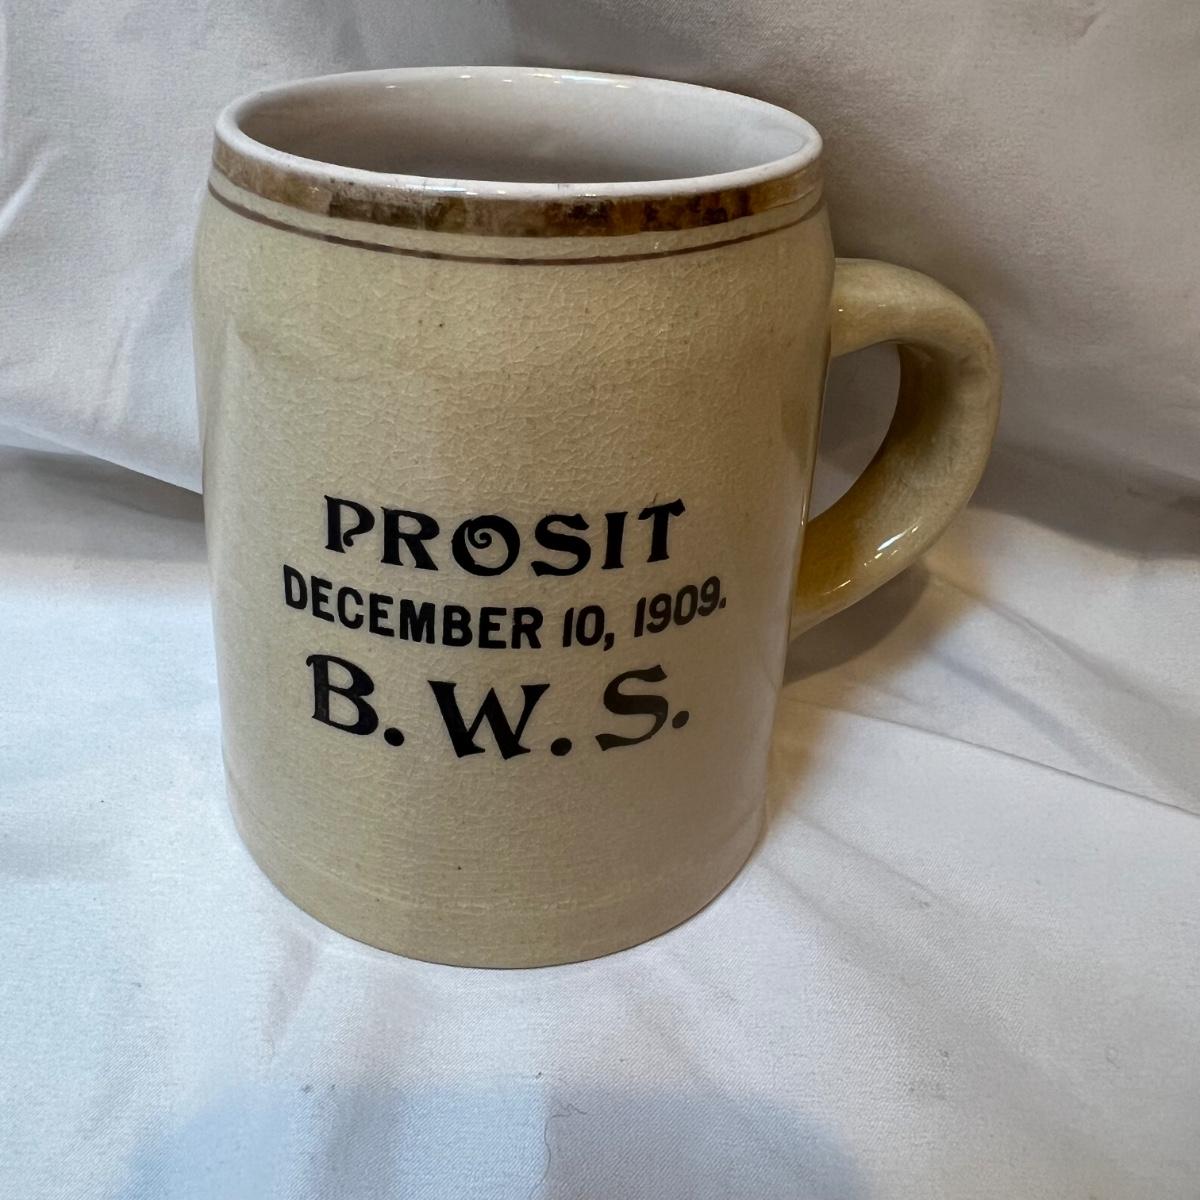 PROSIT
DECEMBER 10, 1909.
B. W. S.